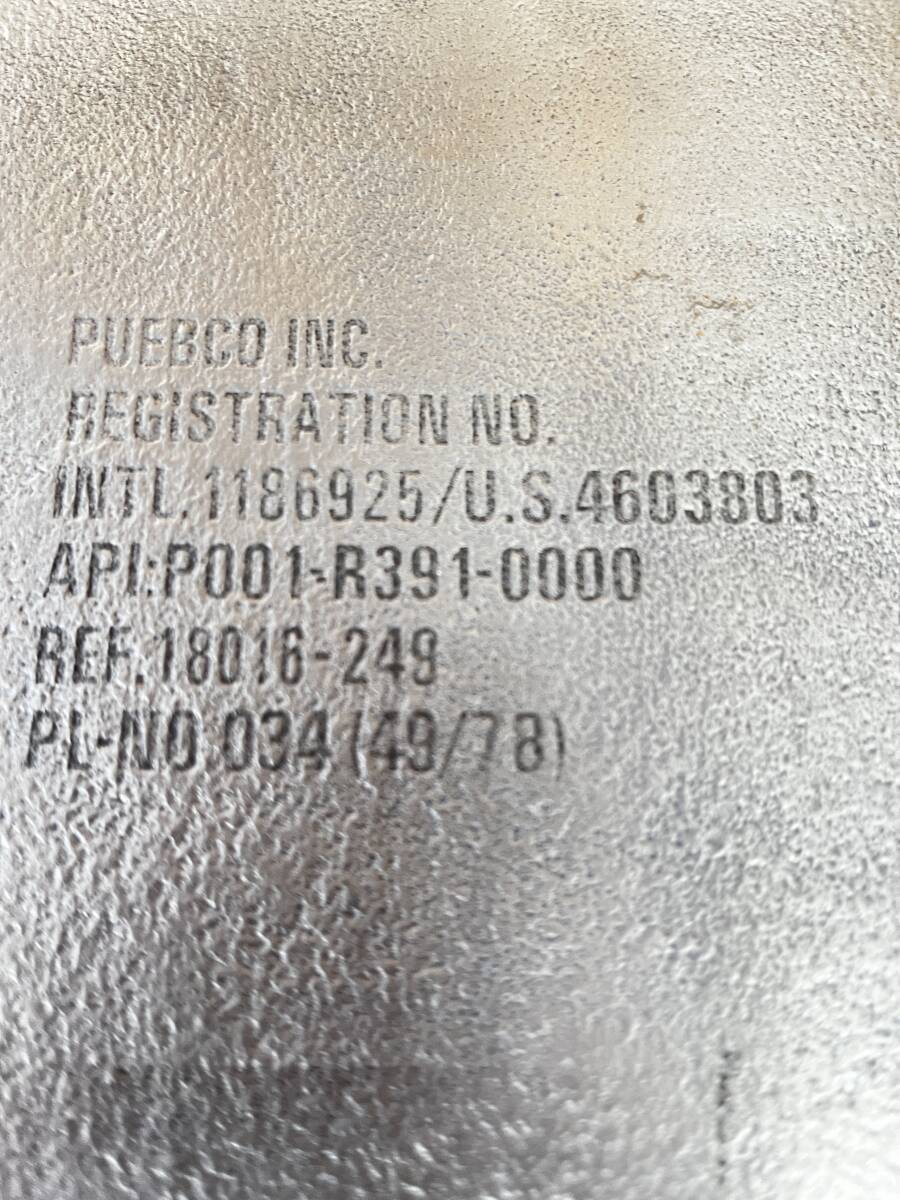 PUEBCO INC.
REGISTRATION NO.
INTL.1186925/U.S.4603803
API:P001-R391-0000
REF.18016-249
PL-NO.034(49/78)